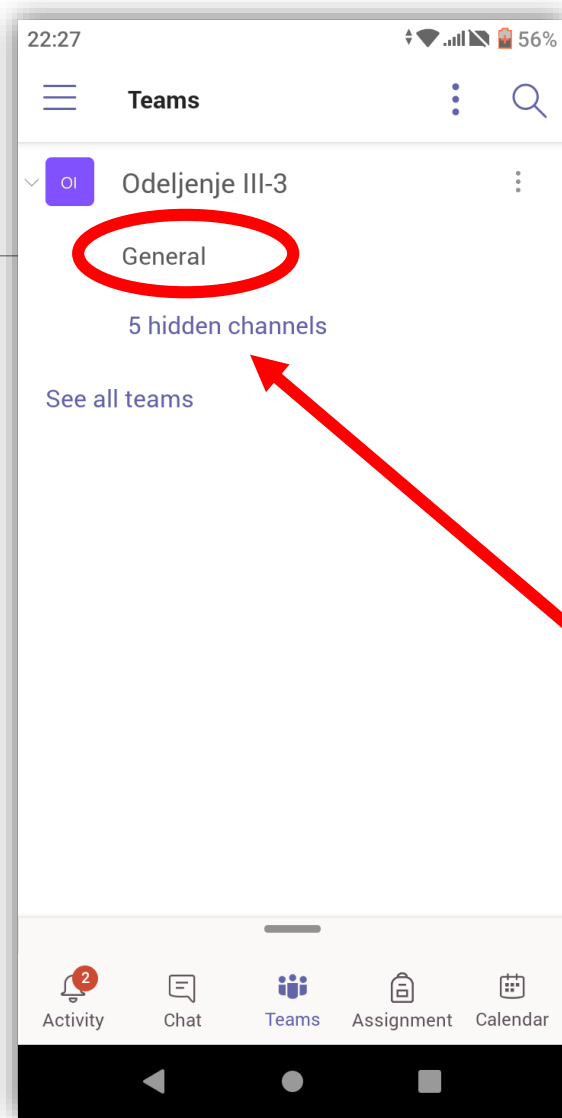 22:27 56%
Teams
OI Odeljenje III-3
General
5 hidden channels
See all teams
2
Activity Chat Teams Assignment Calendar